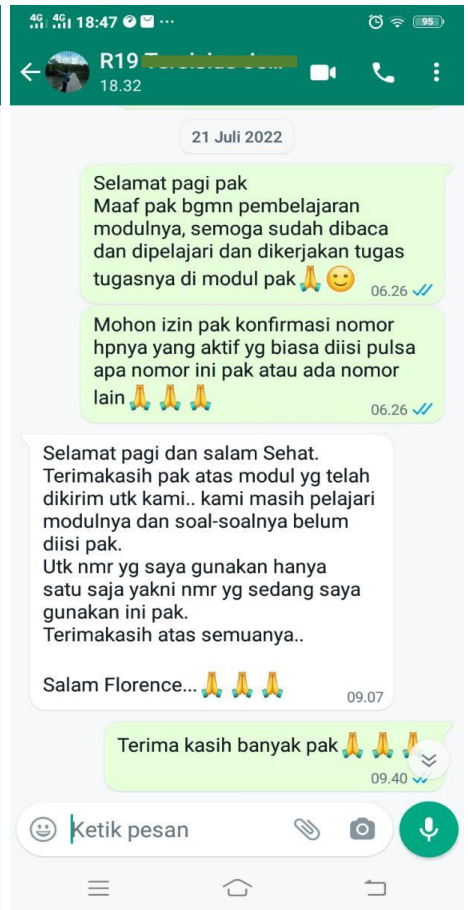 4G 4G 18:47 ...
95
R19
18.32
21 Juli 2022
Selamat pagi pak
Maaf pak bgmn pembelajaran
modulnya, semoga sudah dibaca
dan dipelajari dan dikerjakan tugas
tugasnya di modul pak🙏🙂
06.26
Mohon izin pak konfirmasi nomor
hpnya yang aktif yg biasa diisi pulsa
apa nomor ini pak atau ada nomor
lain🙏🙏🙏
06.26
Selamat pagi dan salam Sehat.
Terimakasih pak atas modul yg telah
dikirim utk kami.. kami masih pelajari
modulnya dan soal-soalnya belum
diisi pak.
Utk nmr yg saya gunakan hanya
satu saja yakni nmr yg sedang saya
gunakan ini pak.
Terimakasih atas semuanya..
Salam Florence...🙏🙏🙏
09.07
Terima kasih banyak pak🙏🙏🙏
09.40
Ketik pesan